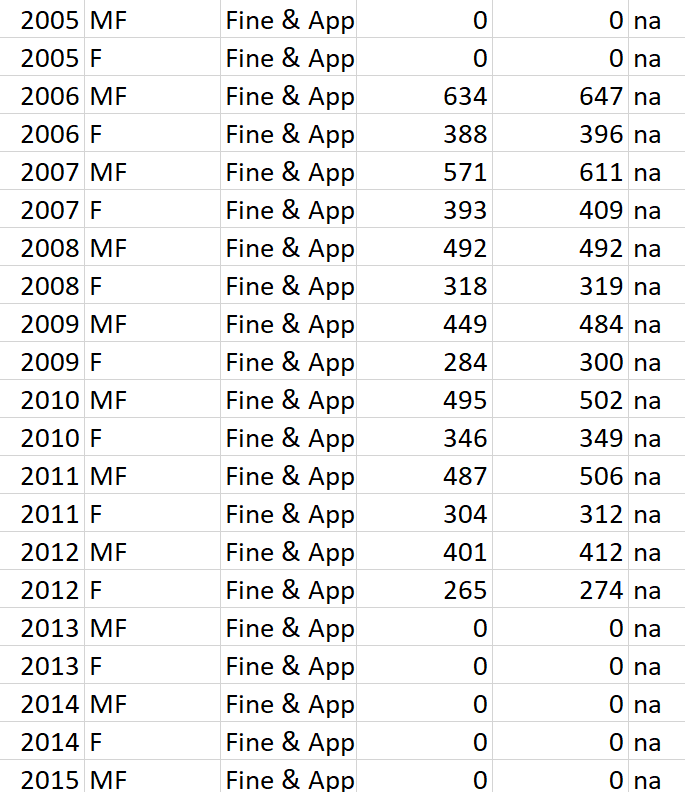 2005 MF Fine & App 0 0 na
2005 F Fine & App 0 0 na
2006 MF Fine & App 634 647 na
2006 F Fine & App 388 396 na
2007 MF Fine & App 571 611 na
2007 F Fine & App 393 409 na
2008 MF Fine & App 492 492 na
2008 F Fine & App 318 319 na
2009 MF Fine & App 449 484 na
2009 F Fine & App 284 300 na
2010 MF Fine & App 495 502 na
2010 F Fine & App 346 349 na
2011 MF Fine & App 487 506 na
2011 F Fine & App 304 312 na
2012 MF Fine & App 401 412 na
2012 F Fine & App 265 274 na
2013 MF Fine & App 0 0 na
2013 F Fine & App 0 0 na
2014 MF Fine & App 0 0 na
2014 F Fine & App 0 0 na
2015 MF Fine & App 0 0 na